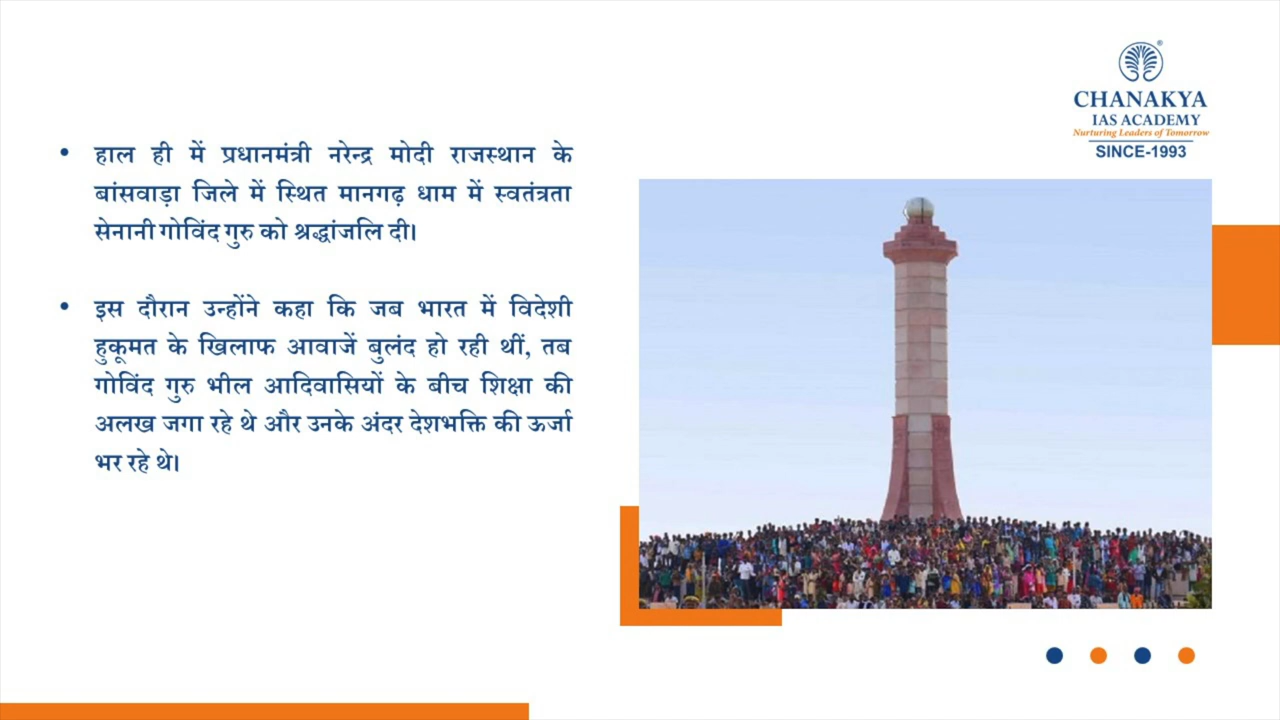 CHANAKYA
IAS ACADEMY
Nurturing Leaders of Tomorrow
SINCE-1993
• हाल ही में प्रधानमंत्री नरेन्द्र मोदी राजस्थान के
बांसवाड़ा जिले में स्थित मानगढ़ धाम में स्वतंत्रता
सेनानी गोविंद गुरु को श्रद्धांजलि दी।
• इस दौरान उन्होंने कहा कि जब भारत में विदेशी
हुकूमत के खिलाफ आवाजें बुलंद हो रही थीं, तब
गोविंद गुरु भील आदिवासियों के बीच शिक्षा की
अलख जगा रहे थे और उनके अंदर देशभक्ति की ऊर्जा
भर रहे थे।